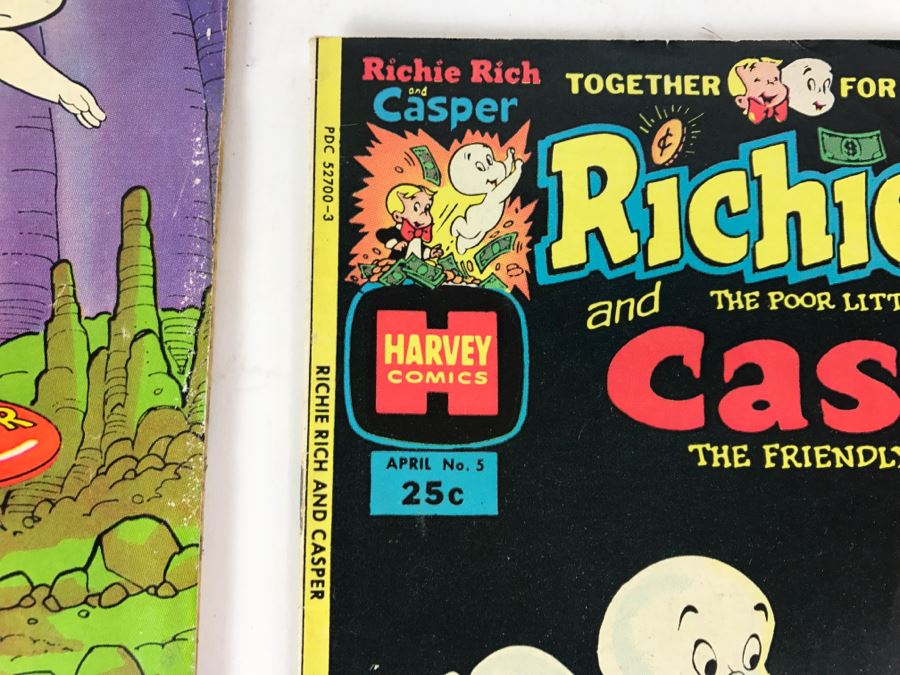 R
PDC 52700-3
RICHIE RICH AND CASPER
Richie Rich
and
Casper
TOGETHER FOR
Richie
and THE POOR LITT
Cas
THE FRIENDLY
HARVEY
COMICS
APRIL No. 5
25c
¢
$